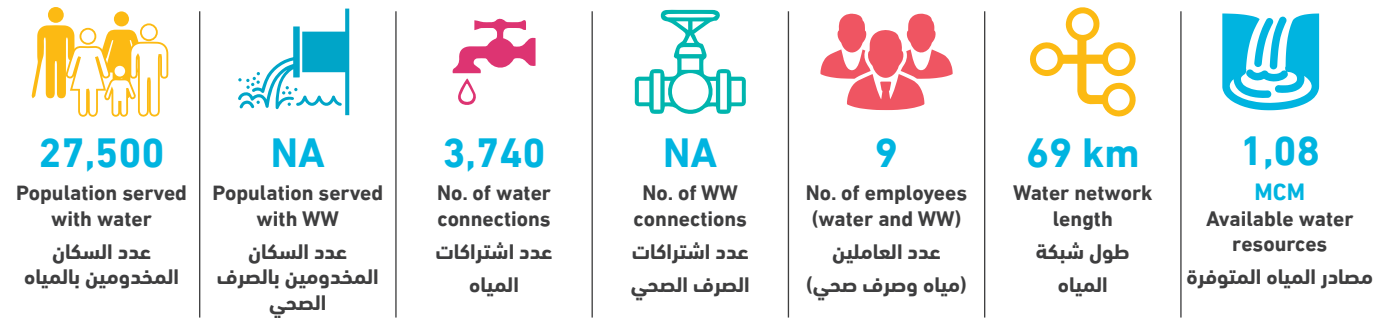 27,500
Population served
with water
عدد السكان
المخدومين بالمياه
NA
Population served
with WW
عدد السكان
المخدومين بالصرف
الصحي
3,740
No. of water
connections
عدد اشتراكات
المياه
NA
No. of WW
connections
عدد اشتراكات
الصرف الصحي
9
No. of employees
(water and WW)
عدد العاملين
(مياه وصرف صحي)
69 km
Water network
length
طول شبكة
المياه
1,08
MCM
Available water
resources
مصادر المياه المتوفرة